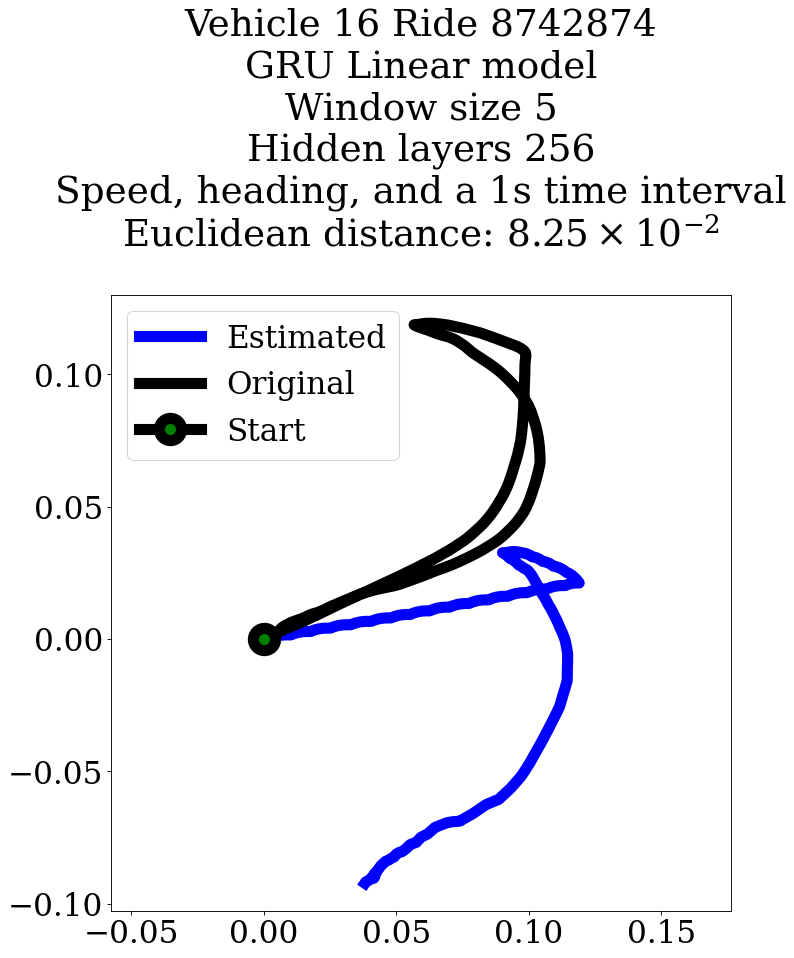 Vehicle 16 Ride 8742874
GRU Linear model
Window size 5
Hidden layers 256
Speed, heading, and a 1s time interval
Euclidean distance: 8.25 × 10⁻²
Estimated
Original
Start
0.10
0.05
0.00
−0.05
−0.10
−0.05 0.00 0.05 0.10 0.15